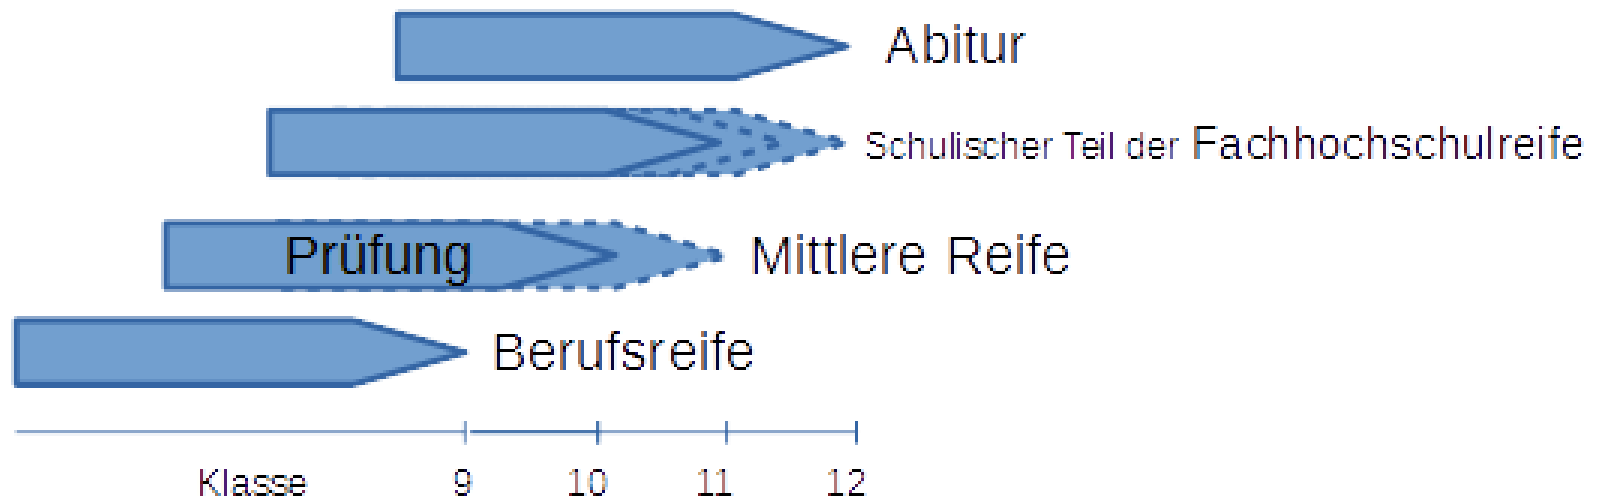 Abitur
Schulischer Teil der Fachhochschulreife
Prüfung Mittlere Reife
Berufsreife
Klasse 9 10 11 12